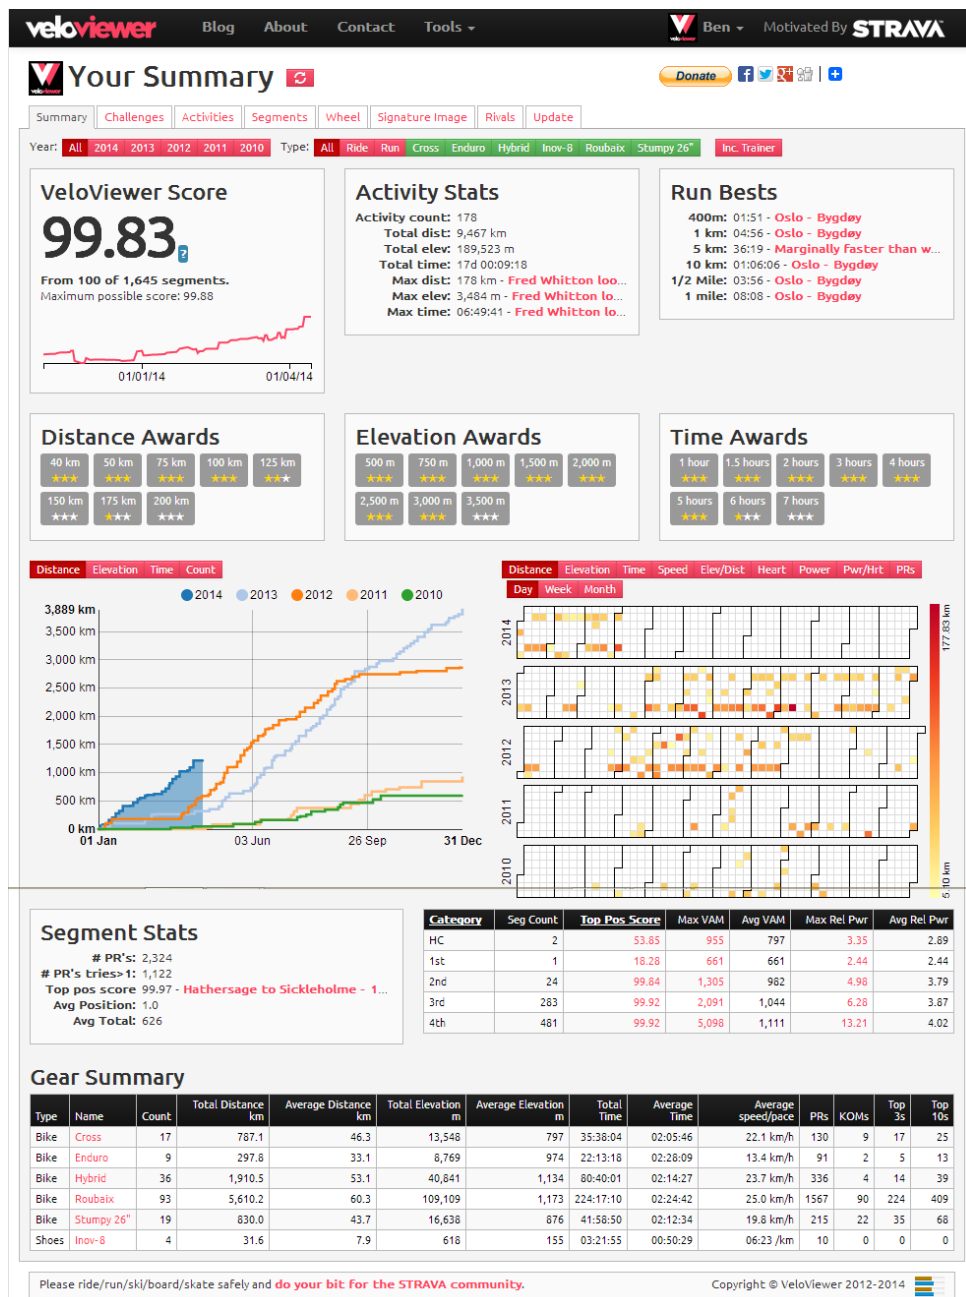 veloviewer Blog About Contact Tools Ben Motivated By STRAVA
Your Summary Donate
Summary Challenges Activities Segments Wheel Signature Image Rivals Update
Year: All 2014 2013 2012 2011 2010 Type: All Ride Run Cross Enduro Hybrid Inov-8 Roubaix Stumpy 26" Inc. Trainer
VeloViewer Score
99.83 ?
From 100 of 1,645 segments.
Maximum possible score: 99.88
01/01/14 01/04/14
Activity Stats
Activity count: 178
Total dist: 9,467 km
Total elev: 189,523 m
Total time: 17d 00:09:18
Max dist: 178 km - Fred Whitton loo...
Max elev: 3,484 m - Fred Whitton lo...
Max time: 06:49:41 - Fred Whitton lo...
Run Bests
400m: 01:51 - Oslo - Bygdøy
1 km: 04:56 - Oslo - Bygdøy
5 km: 36:19 - Marginally faster than w...
10 km: 01:06:06 - Oslo - Bygdøy
1/2 Mile: 03:56 - Oslo - Bygdøy
1 mile: 08:08 - Oslo - Bygdøy
Distance Awards
40 km 50 km 75 km 100 km 125 km
150 km 175 km 200 km
Elevation Awards
500 m 750 m 1,000 m 1,500 m 2,000 m
2,500 m 3,000 m 3,500 m
Time Awards
1 hour 1.5 hours 2 hours 3 hours 4 hours
5 hours 6 hours 7 hours
Distance Elevation Time Count
2014 2013 2012 2011 2010
3,889 km
3,500 km
3,000 km
2,500 km
2,000 km
1,500 km
1,000 km
500 km
0 km
01 Jan 03 Jun 26 Sep 31 Dec
Distance Elevation Time Speed Elev/Dist Heart Power Pwr/Hrt PRs
Day Week Month
2014
2013
2012
2011
2010
177.83 km
5.10 km
Segment Stats
# PR's: 2,324
# PR's tries>1: 1,122
Top pos score 99.97 - Hathersage to Sickleholme - 1...
Avg Position: 1.0
Avg Total: 626
Category Seg Count Top Pos Score Max VAM Avg VAM Max Rel Pwr Avg Rel Pwr
HC 2 53.85 955 797 3.35 2.89
1st 1 18.28 661 661 2.44 2.44
2nd 24 99.84 1,305 982 4.98 3.79
3rd 283 99.92 2,091 1,044 6.28 3.87
4th 481 99.92 5,098 1,111 13.21 4.02
Gear Summary
Type Name Count Total Distance km Average Distance km Total Elevation m Average Elevation m Total Time Average Time Average speed/pace PRs KOMs Top 3s Top 10s
Bike Cross 17 787.1 46.3 13,548 797 35:38:04 02:05:46 22.1 km/h 130 9 17 25
Bike Enduro 9 297.8 33.1 8,769 974 22:13:18 02:28:09 13.4 km/h 91 2 5 13
Bike Hybrid 36 1,910.5 53.1 40,841 1,134 80:40:01 02:14:27 23.7 km/h 336 4 14 39
Bike Roubaix 93 5,610.2 60.3 109,109 1,173 224:17:10 02:24:42 25.0 km/h 1567 90 224 409
Bike Stumpy 26" 19 830.0 43.7 16,638 876 41:58:50 02:12:34 19.8 km/h 215 22 35 68
Shoes Inov-8 4 31.6 7.9 618 155 03:21:55 00:50:29 06:23 /km 10 0 0 0
Please ride/run/ski/board/skate safely and do your bit for the STRAVA community. Copyright © VeloViewer 2012-2014